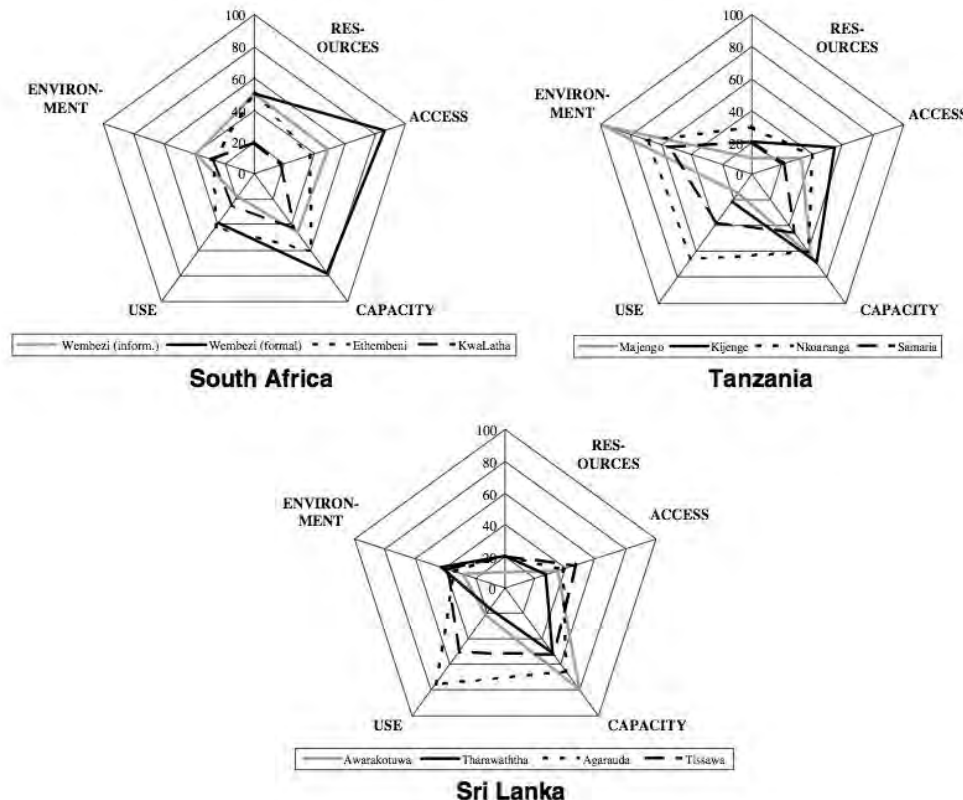 100
80
60
40
20
0
RES-
OURCES
ENVIRON-
MENT
ACCESS
USE
CAPACITY
Wembezi (inform.) Wembezi (formal) Ethembeni KwaLatha
South Africa
100
80
60
40
20
0
RES-
OURCES
ENVIRON-
MENT
ACCESS
USE
CAPACITY
Majengo Kijenge Nkoaranga Samaria
Tanzania
100
80
60
40
20
0
RES-
OURCES
ENVIRON-
MENT
ACCESS
USE
CAPACITY
Awarakotuwa Tharawaththa Agarauda Tissawa
Sri Lanka